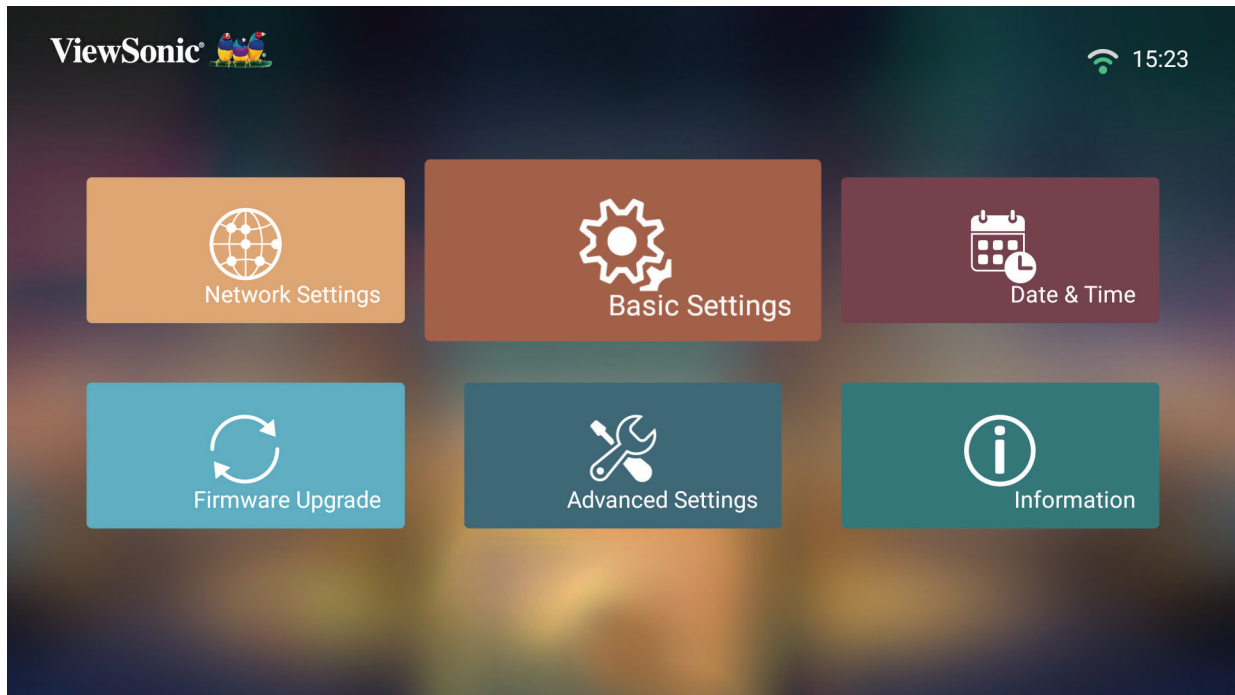 ViewSonic®
15:23
Network Settings
Basic Settings
Date & Time
Firmware Upgrade
Advanced Settings
Information